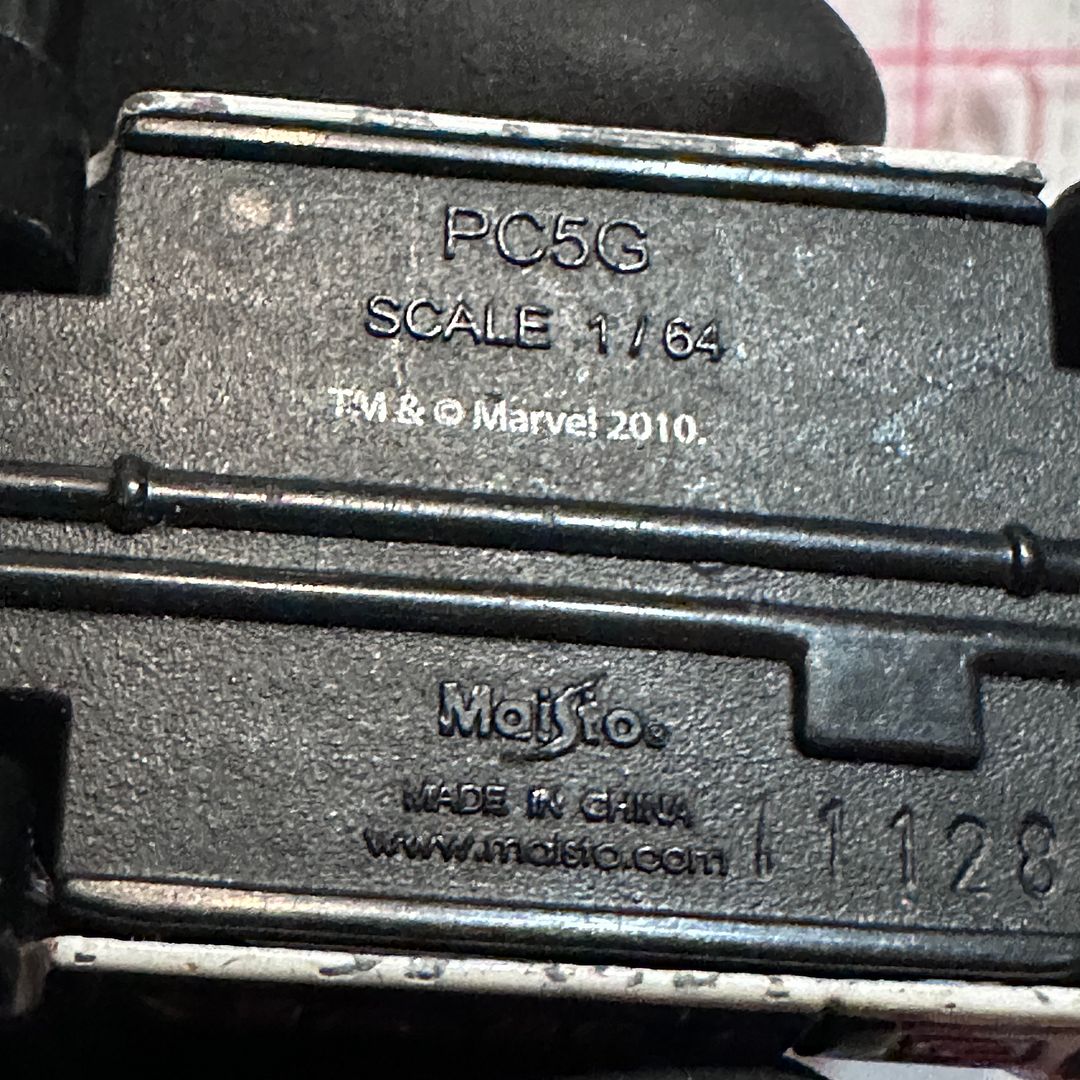 PC5G
SCALE 1/64
TM & © Marvel 2010.
Maisto®
MADE IN CHINA
www.maisto.com
1128